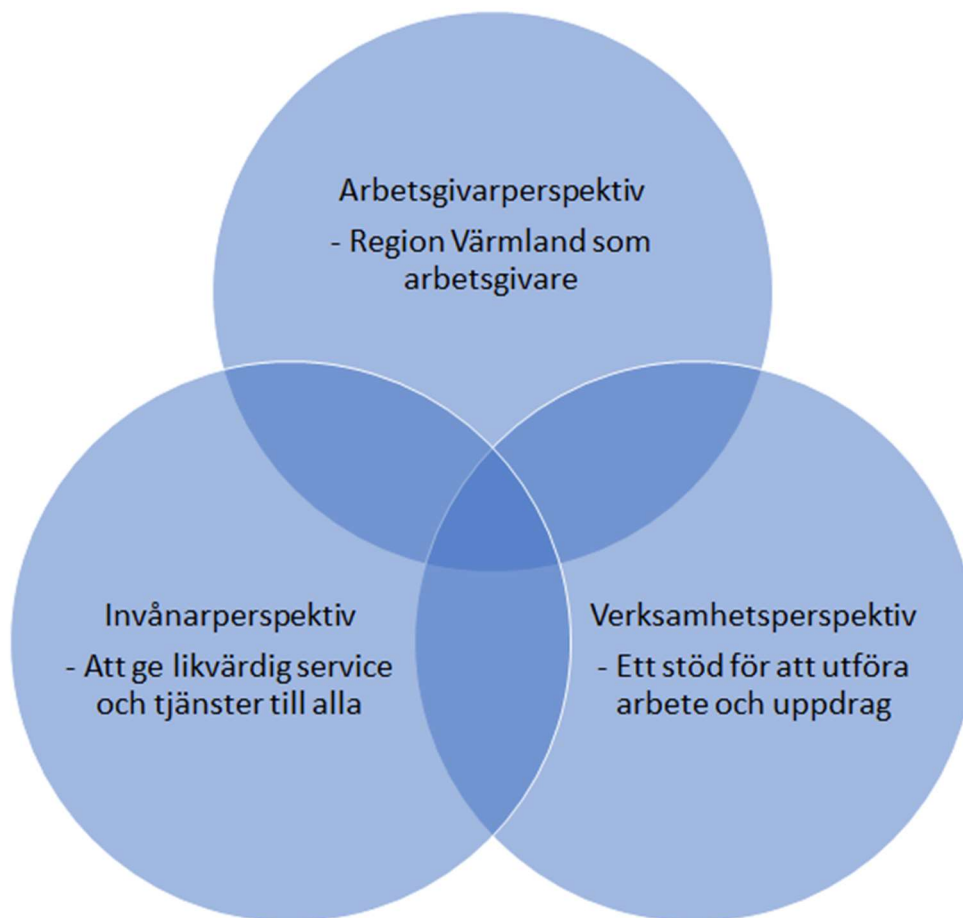 Arbetsgivarperspektiv
- Region Värmland som
arbetsgivare
Invånarperspektiv
- Att ge likvärdig service
och tjänster till alla
Verksamhetsperspektiv
- Ett stöd för att utföra
arbete och uppdrag